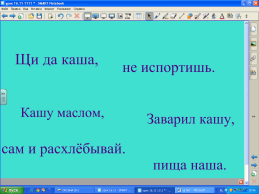 Щи да каша,
не испортишь.
Кашу маслом,
Заварил кашу,
сам и расхлёбывай.
пища наша.